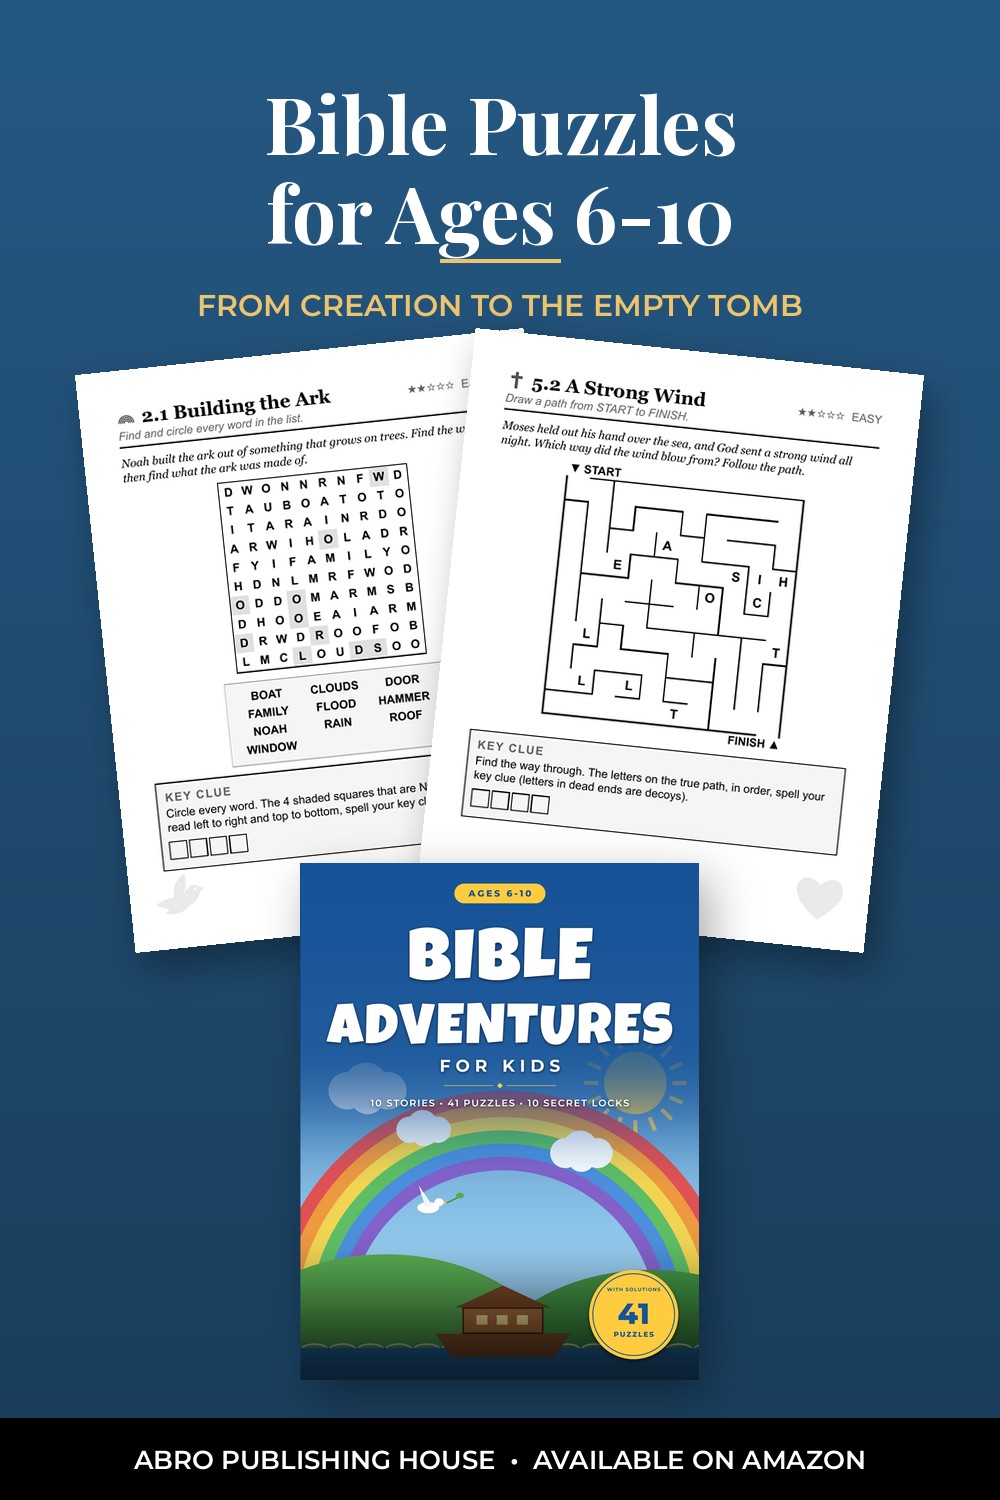 Bible Puzzles
for Ages 6-10
FROM CREATION TO THE EMPTY TOMB
2.1 Building the Ark
★★☆☆☆ E
Find and circle every word in the list.
Noah built the ark out of something that grows on trees. Find the w
then find what the ark was made of.
D W O N N R N F W D
T A U B O A T O T O
I T A R A I N R D O
A R W I H O L A D R
F Y I F A M I L Y O
H D N L M R F W O D
O D D O M A R M S B
D H O O E A I A R M
D R W D R O O F O B
L M C L O U D S O O
BOAT CLOUDS DOOR
FAMILY FLOOD HAMMER
NOAH RAIN ROOF
WINDOW
KEY CLUE
Circle every word. The 4 shaded squares that are N
read left to right and top to bottom, spell your key cl
5.2 A Strong Wind
★★☆☆☆ EASY
Draw a path from START to FINISH.
Moses held out his hand over the sea, and God sent a strong wind all
night. Which way did the wind blow from? Follow the path.
▼ START
A
E
S I H
O C
L
T
L L
T
FINISH ▲
KEY CLUE
Find the way through. The letters on the true path, in order, spell your
key clue (letters in dead ends are decoys).
AGES 6-10
BIBLE
ADVENTURES
FOR KIDS
10 STORIES • 41 PUZZLES • 10 SECRET LOCKS
WITH SOLUTIONS
41
PUZZLES
ABRO PUBLISHING HOUSE • AVAILABLE ON AMAZON